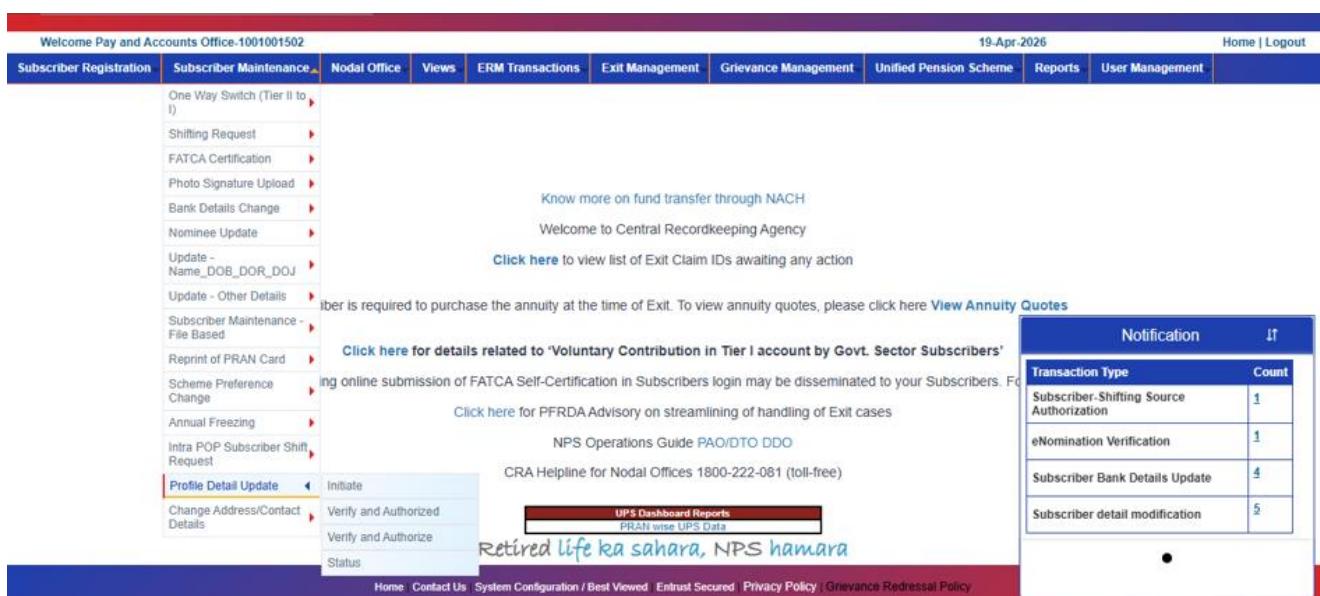 Welcome Pay and Accounts Office-1001001502
19-Apr-2026
Home | Logout
Subscriber Registration
Subscriber Maintenance
Nodal Office
Views
ERM Transactions
Exit Management
Grievance Management
Unified Pension Scheme
Reports
User Management
One Way Switch (Tier II to
I)
Shifting Request
FATCA Certification
Photo Signature Upload
Bank Details Change
Nominee Update
Update -
Name_DOB_DOR_DOJ
Update - Other Details
Subscriber Maintenance -
File Based
Reprint of PRAN Card
Scheme Preference
Change
Annual Freezing
Intra POP Subscriber Shift
Request
Profile Detail Update
Change Address/Contact
Details
Initiate
Verify and Authorized
Verify and Authorize
Status
Know more on fund transfer through NACH
Welcome to Central Recordkeeping Agency
Click here to view list of Exit Claim IDs awaiting any action
iber is required to purchase the annuity at the time of Exit. To view annuity quotes, please click here View Annuity Quotes
Click here for details related to ‘Voluntary Contribution in Tier I account by Govt. Sector Subscribers’
ing online submission of FATCA Self-Certification in Subscribers login may be disseminated to your Subscribers. Fo
Click here for PFRDA Advisory on streamlining of handling of Exit cases
NPS Operations Guide PAO/DTO DDO
CRA Helpline for Nodal Offices 1800-222-081 (toll-free)
UPS Dashboard Reports
PRAN wise UPS Data
Retired life ka sahara, NPS hamara
Notification
Transaction Type Count
Subscriber-Shifting Source
Authorization 1
eNomination Verification 1
Subscriber Bank Details Update 4
Subscriber detail modification 5
Home | Contact Us | System Configuration / Best Viewed | Entrust Secured | Privacy Policy | Grievance Redressal Policy